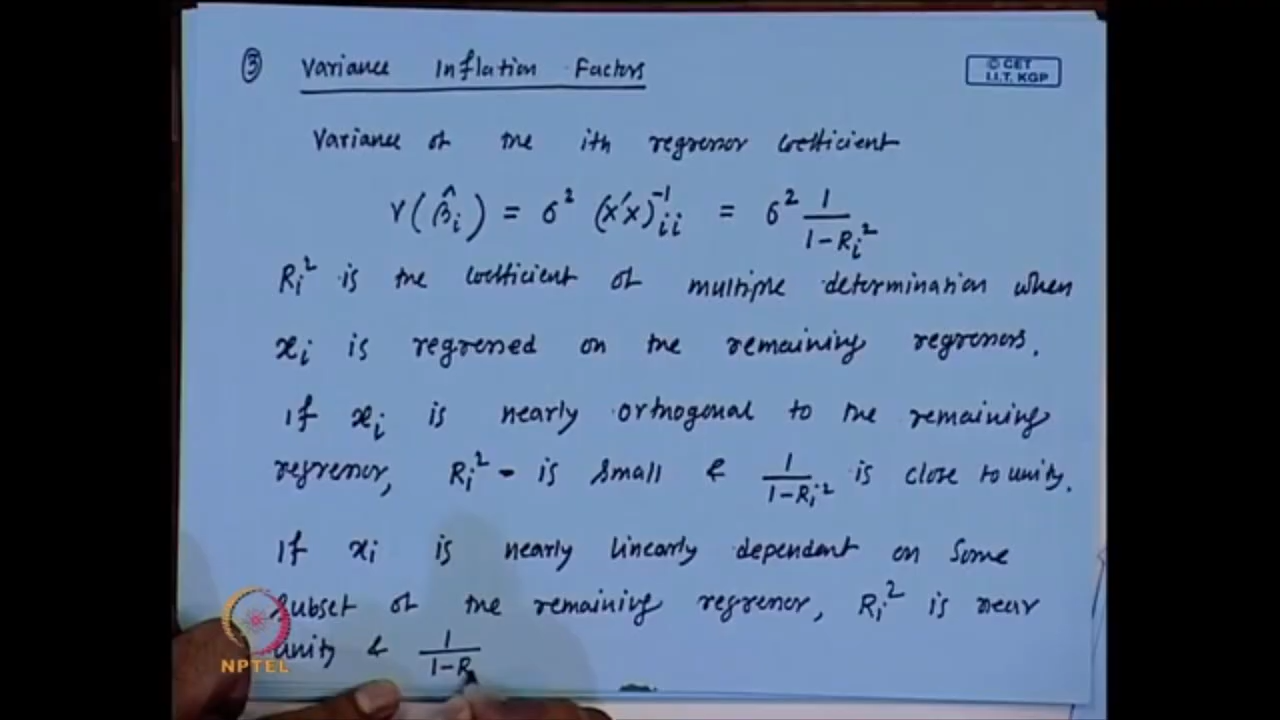 ③ Variance Inflation Factors
© CET
I.I.T. KGP
Variance of the ith regressor coefficient
V(β̂ᵢ) = σ² (X'X)⁻¹ᵢᵢ = σ² 1/(1-Rᵢ²)
Rᵢ² is the coefficient of multiple determination when
xᵢ is regressed on the remaining regressors.
If xᵢ is nearly orthogonal to the remaining
regressor, Rᵢ² - is small & 1/(1-Rᵢ²) is close to unity.
If xᵢ is nearly linearly dependent on some
subset of the remaining regressor, Rᵢ² is near
unity & 1/(1-R
NPTEL